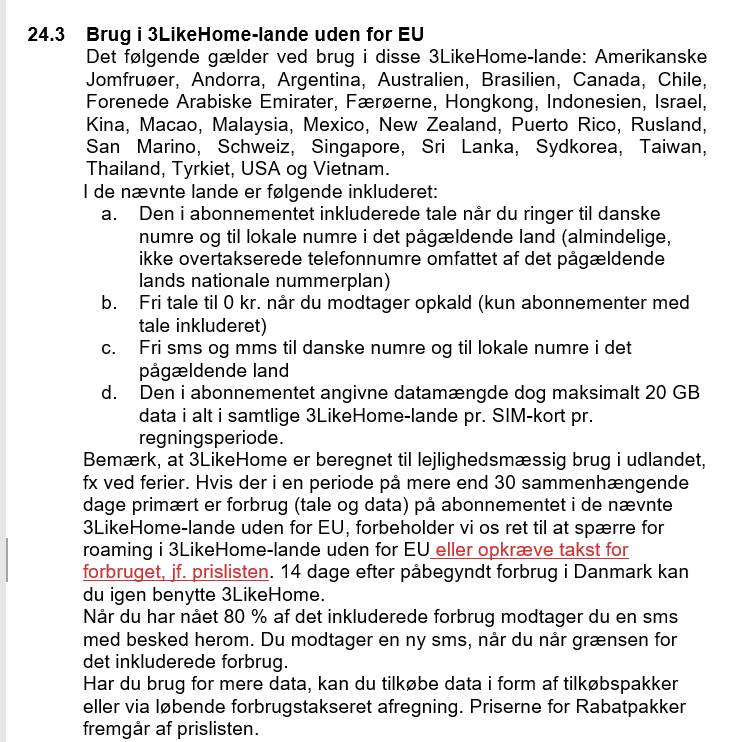 24.3 Brug i 3LikeHome-lande uden for EU
Det følgende gælder ved brug i disse 3LikeHome-lande: Amerikanske
Jomfruøer, Andorra, Argentina, Australien, Brasilien, Canada, Chile,
Forenede Arabiske Emirater, Færøerne, Hongkong, Indonesien, Israel,
Kina, Macao, Malaysia, Mexico, New Zealand, Puerto Rico, Rusland,
San Marino, Schweiz, Singapore, Sri Lanka, Sydkorea, Taiwan,
Thailand, Tyrkiet, USA og Vietnam.
I de nævnte lande er følgende inkluderet:
a. Den i abonnementet inkluderede tale når du ringer til danske
numre og til lokale numre i det pågældende land (almindelige,
ikke overtakserede telefonnumre omfattet af det pågældende
lands nationale nummerplan)
b. Fri tale til 0 kr. når du modtager opkald (kun abonnementer med
tale inkluderet)
c. Fri sms og mms til danske numre og til lokale numre i det
pågældende land
d. Den i abonnementet angivne datamængde dog maksimalt 20 GB
data i alt i samtlige 3LikeHome-lande pr. SIM-kort pr.
regningsperiode.
Bemærk, at 3LikeHome er beregnet til lejlighedsmæssig brug i udlandet,
fx ved ferier. Hvis der i en periode på mere end 30 sammenhængende
dage primært er forbrug (tale og data) på abonnementet i de nævnte
3LikeHome-lande uden for EU, forbeholder vi os ret til at spærre for
roaming i 3LikeHome-lande uden for EU eller opkræve takst for
forbruget, jf. prislisten. 14 dage efter påbegyndt forbrug i Danmark kan
du igen benytte 3LikeHome.
Når du har nået 80 % af det inkluderede forbrug modtager du en sms
med besked herom. Du modtager en ny sms, når du når grænsen for
det inkluderede forbrug.
Har du brug for mere data, kan du tilkøbe data i form af tilkøbspakker
eller via løbende forbrugstakseret afregning. Priserne for Rabatpakker
fremgår af prislisten.